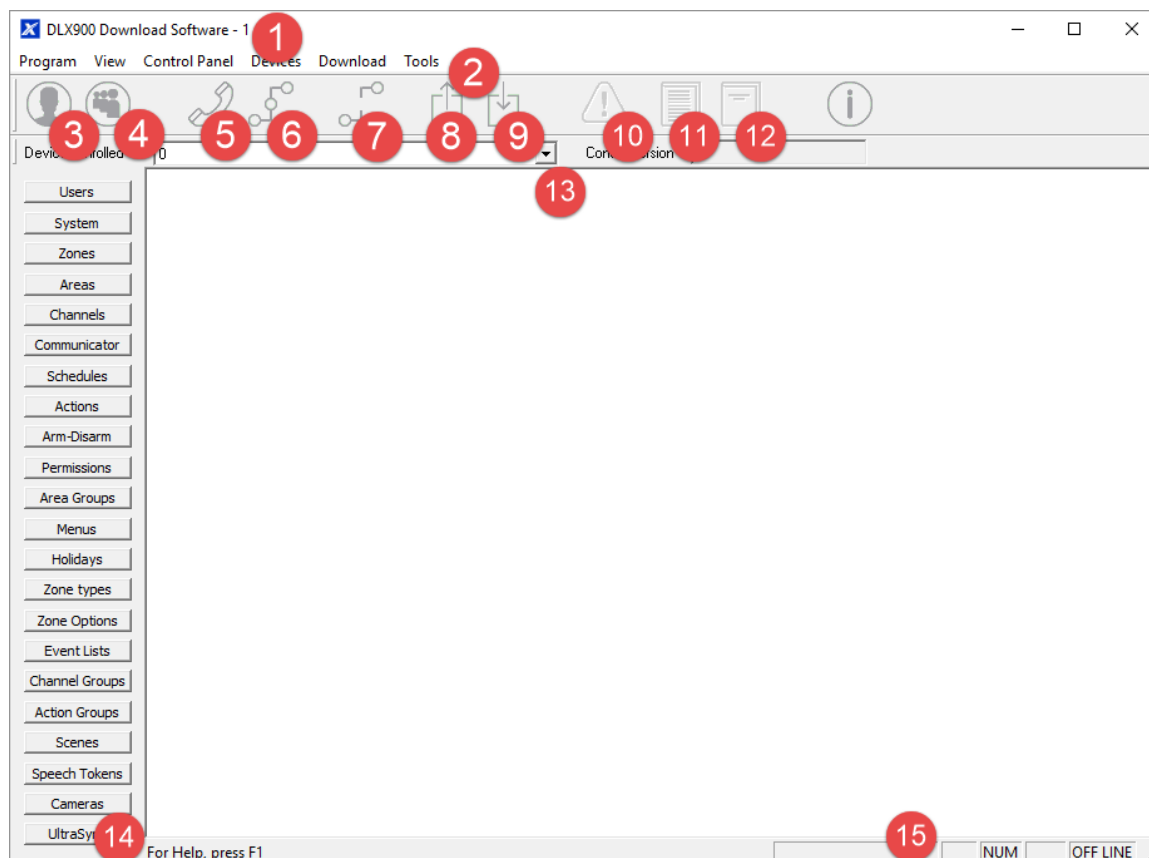 DLX900 Download Software - 1
1
Program View Control Panel Devices Download Tools
2
3 4 5 6 7 8 9 10 11 12
0
13
Users
System
Zones
Areas
Channels
Communicator
Schedules
Actions
Arm-Disarm
Permissions
Area Groups
Menus
Holidays
Zone types
Zone Options
Event Lists
Channel Groups
Action Groups
Scenes
Speech Tokens
Cameras
14 15
For Help, press F1 NUM OFF LINE